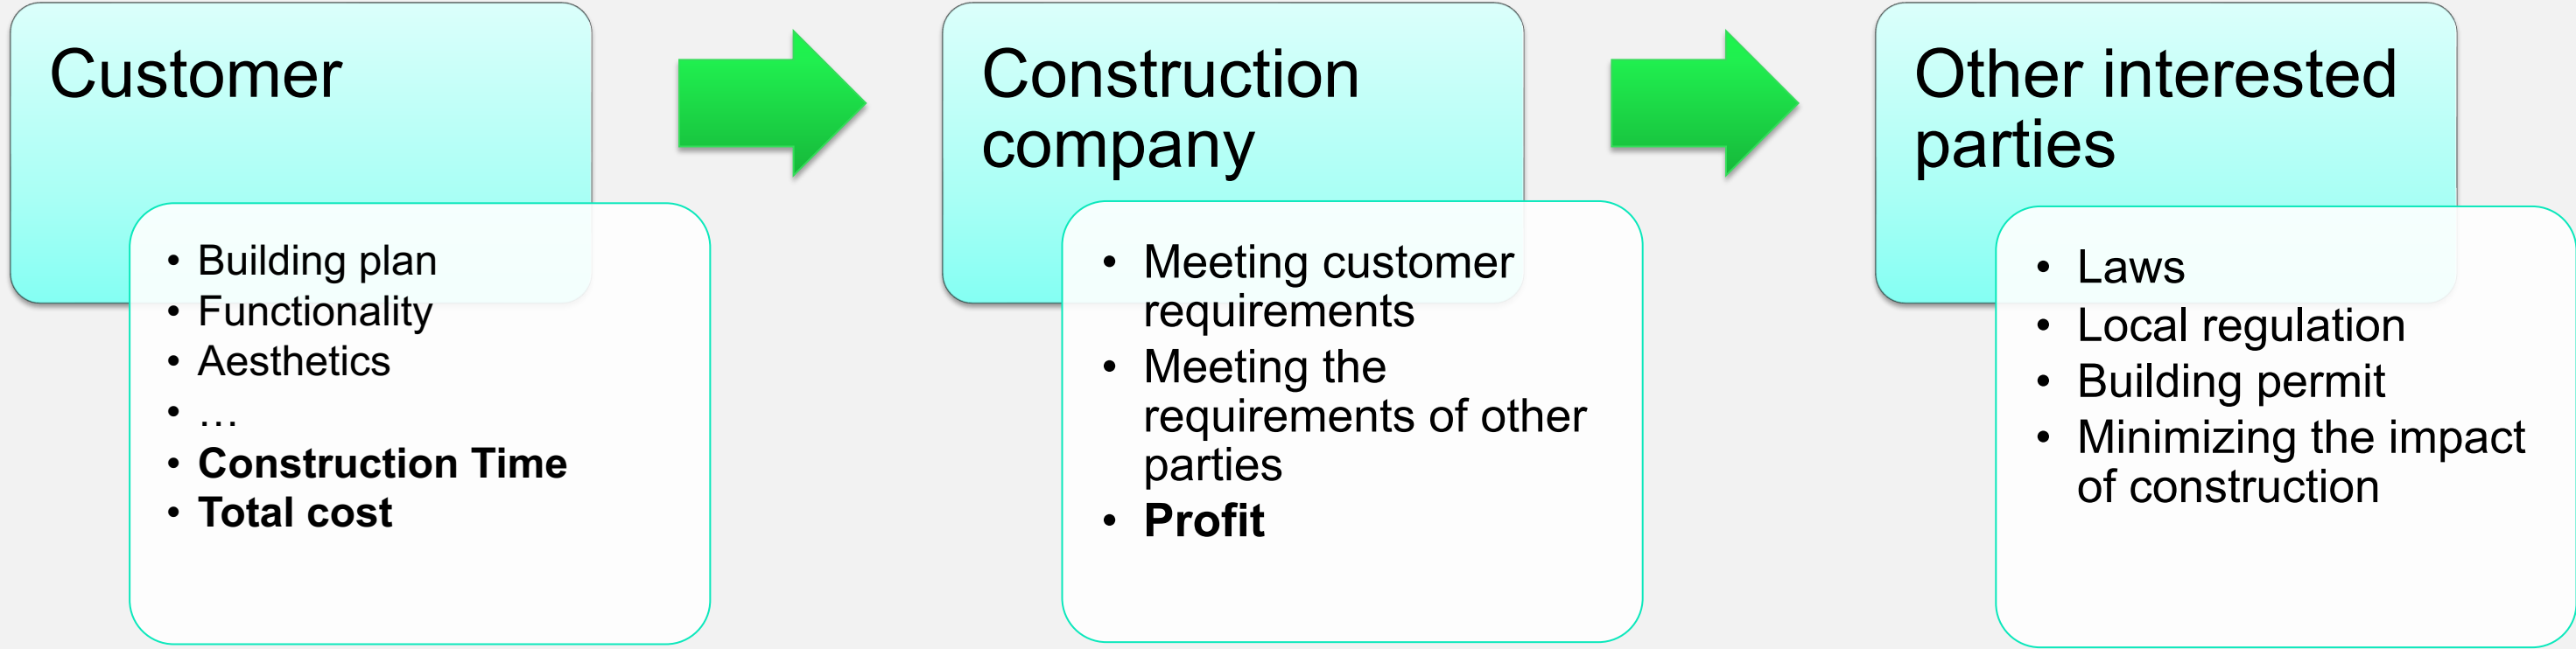 Customer
• Building plan
• Functionality
• Aesthetics
• …
• Construction Time
• Total cost
Construction
company
• Meeting customer
requirements
• Meeting the
requirements of other
parties
• Profit
Other interested
parties
• Laws
• Local regulation
• Building permit
• Minimizing the impact
of construction